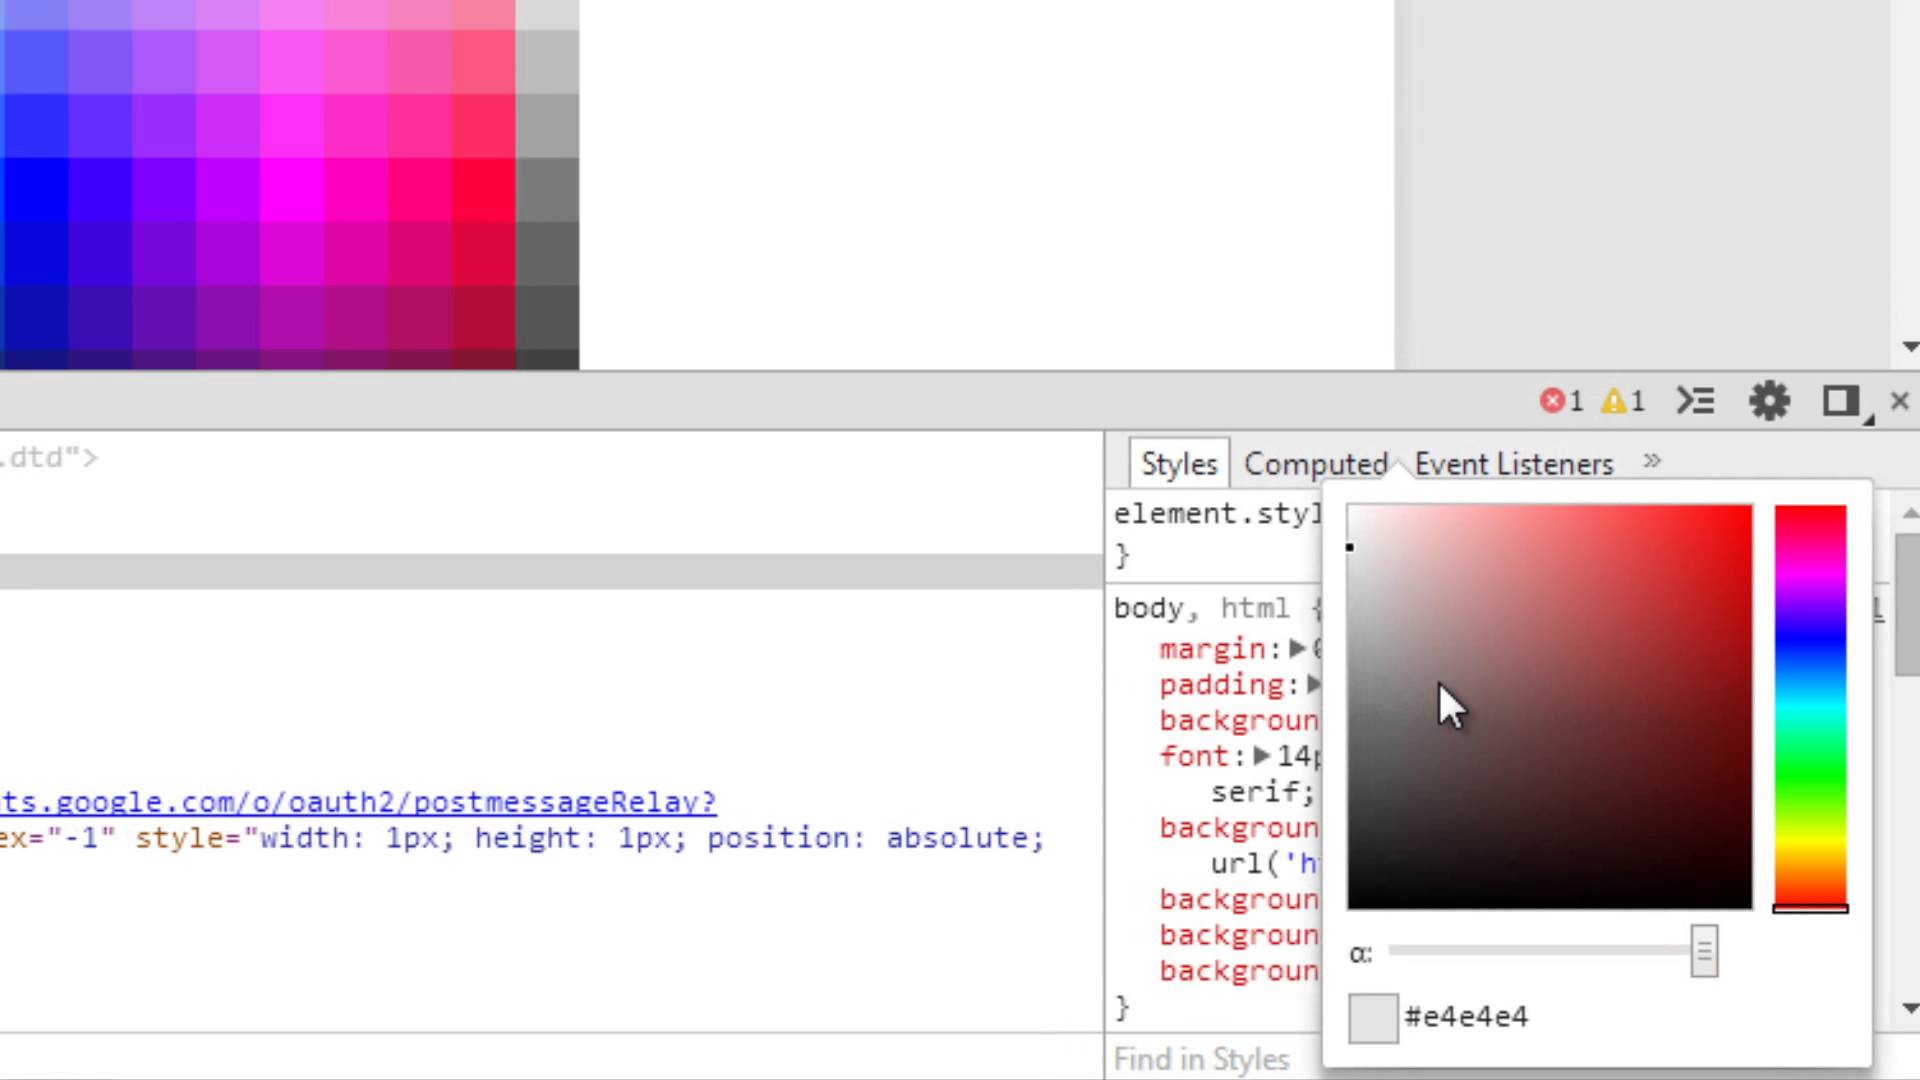 1 1
.dtd">
Styles Computed Event Listeners »
element.styl
}
body, html {
margin:
padding:
backgroun
font: 14p
serif;
backgroun
url('h
backgroun
backgroun
backgroun
}
ts.google.com/o/oauth2/postmessageRelay?
ex="-1" style="width: 1px; height: 1px; position: absolute;
α:
#e4e4e4
Find in Styles